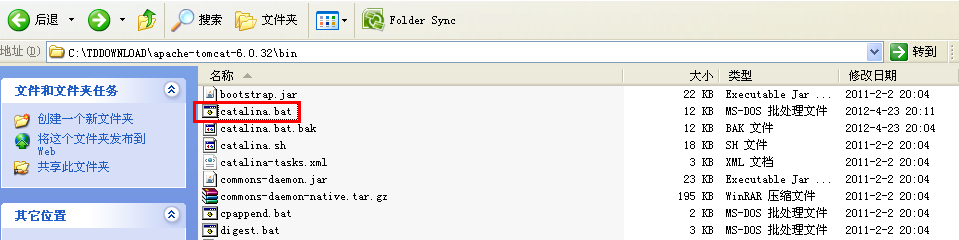 后退 搜索 文件夹 Folder Sync
地址(D) C:\TDDOWNLOAD\apache-tomcat-6.0.32\bin 转到
文件和文件夹任务
创建一个新文件夹
将这个文件夹发布到
Web
共享此文件夹
其它位置
名称 大小 类型 修改日期
bootstrap.jar 22 KB Executable Jar ... 2011-2-2 20:04
catalina.bat 12 KB MS-DOS 批处理文件 2012-4-23 20:11
catalina.bat.bak 12 KB BAK 文件 2012-4-23 20:04
catalina.sh 18 KB SH 文件 2011-2-2 20:04
catalina-tasks.xml 3 KB XML 文档 2011-2-2 20:04
commons-daemon.jar 23 KB Executable Jar ... 2011-2-2 20:04
commons-daemon-native.tar.gz 195 KB WinRAR 压缩文件 2011-2-2 20:04
cpappend.bat 2 KB MS-DOS 批处理文件 2011-2-2 20:04
digest.bat 3 KB MS-DOS 批处理文件 2011-2-2 20:04